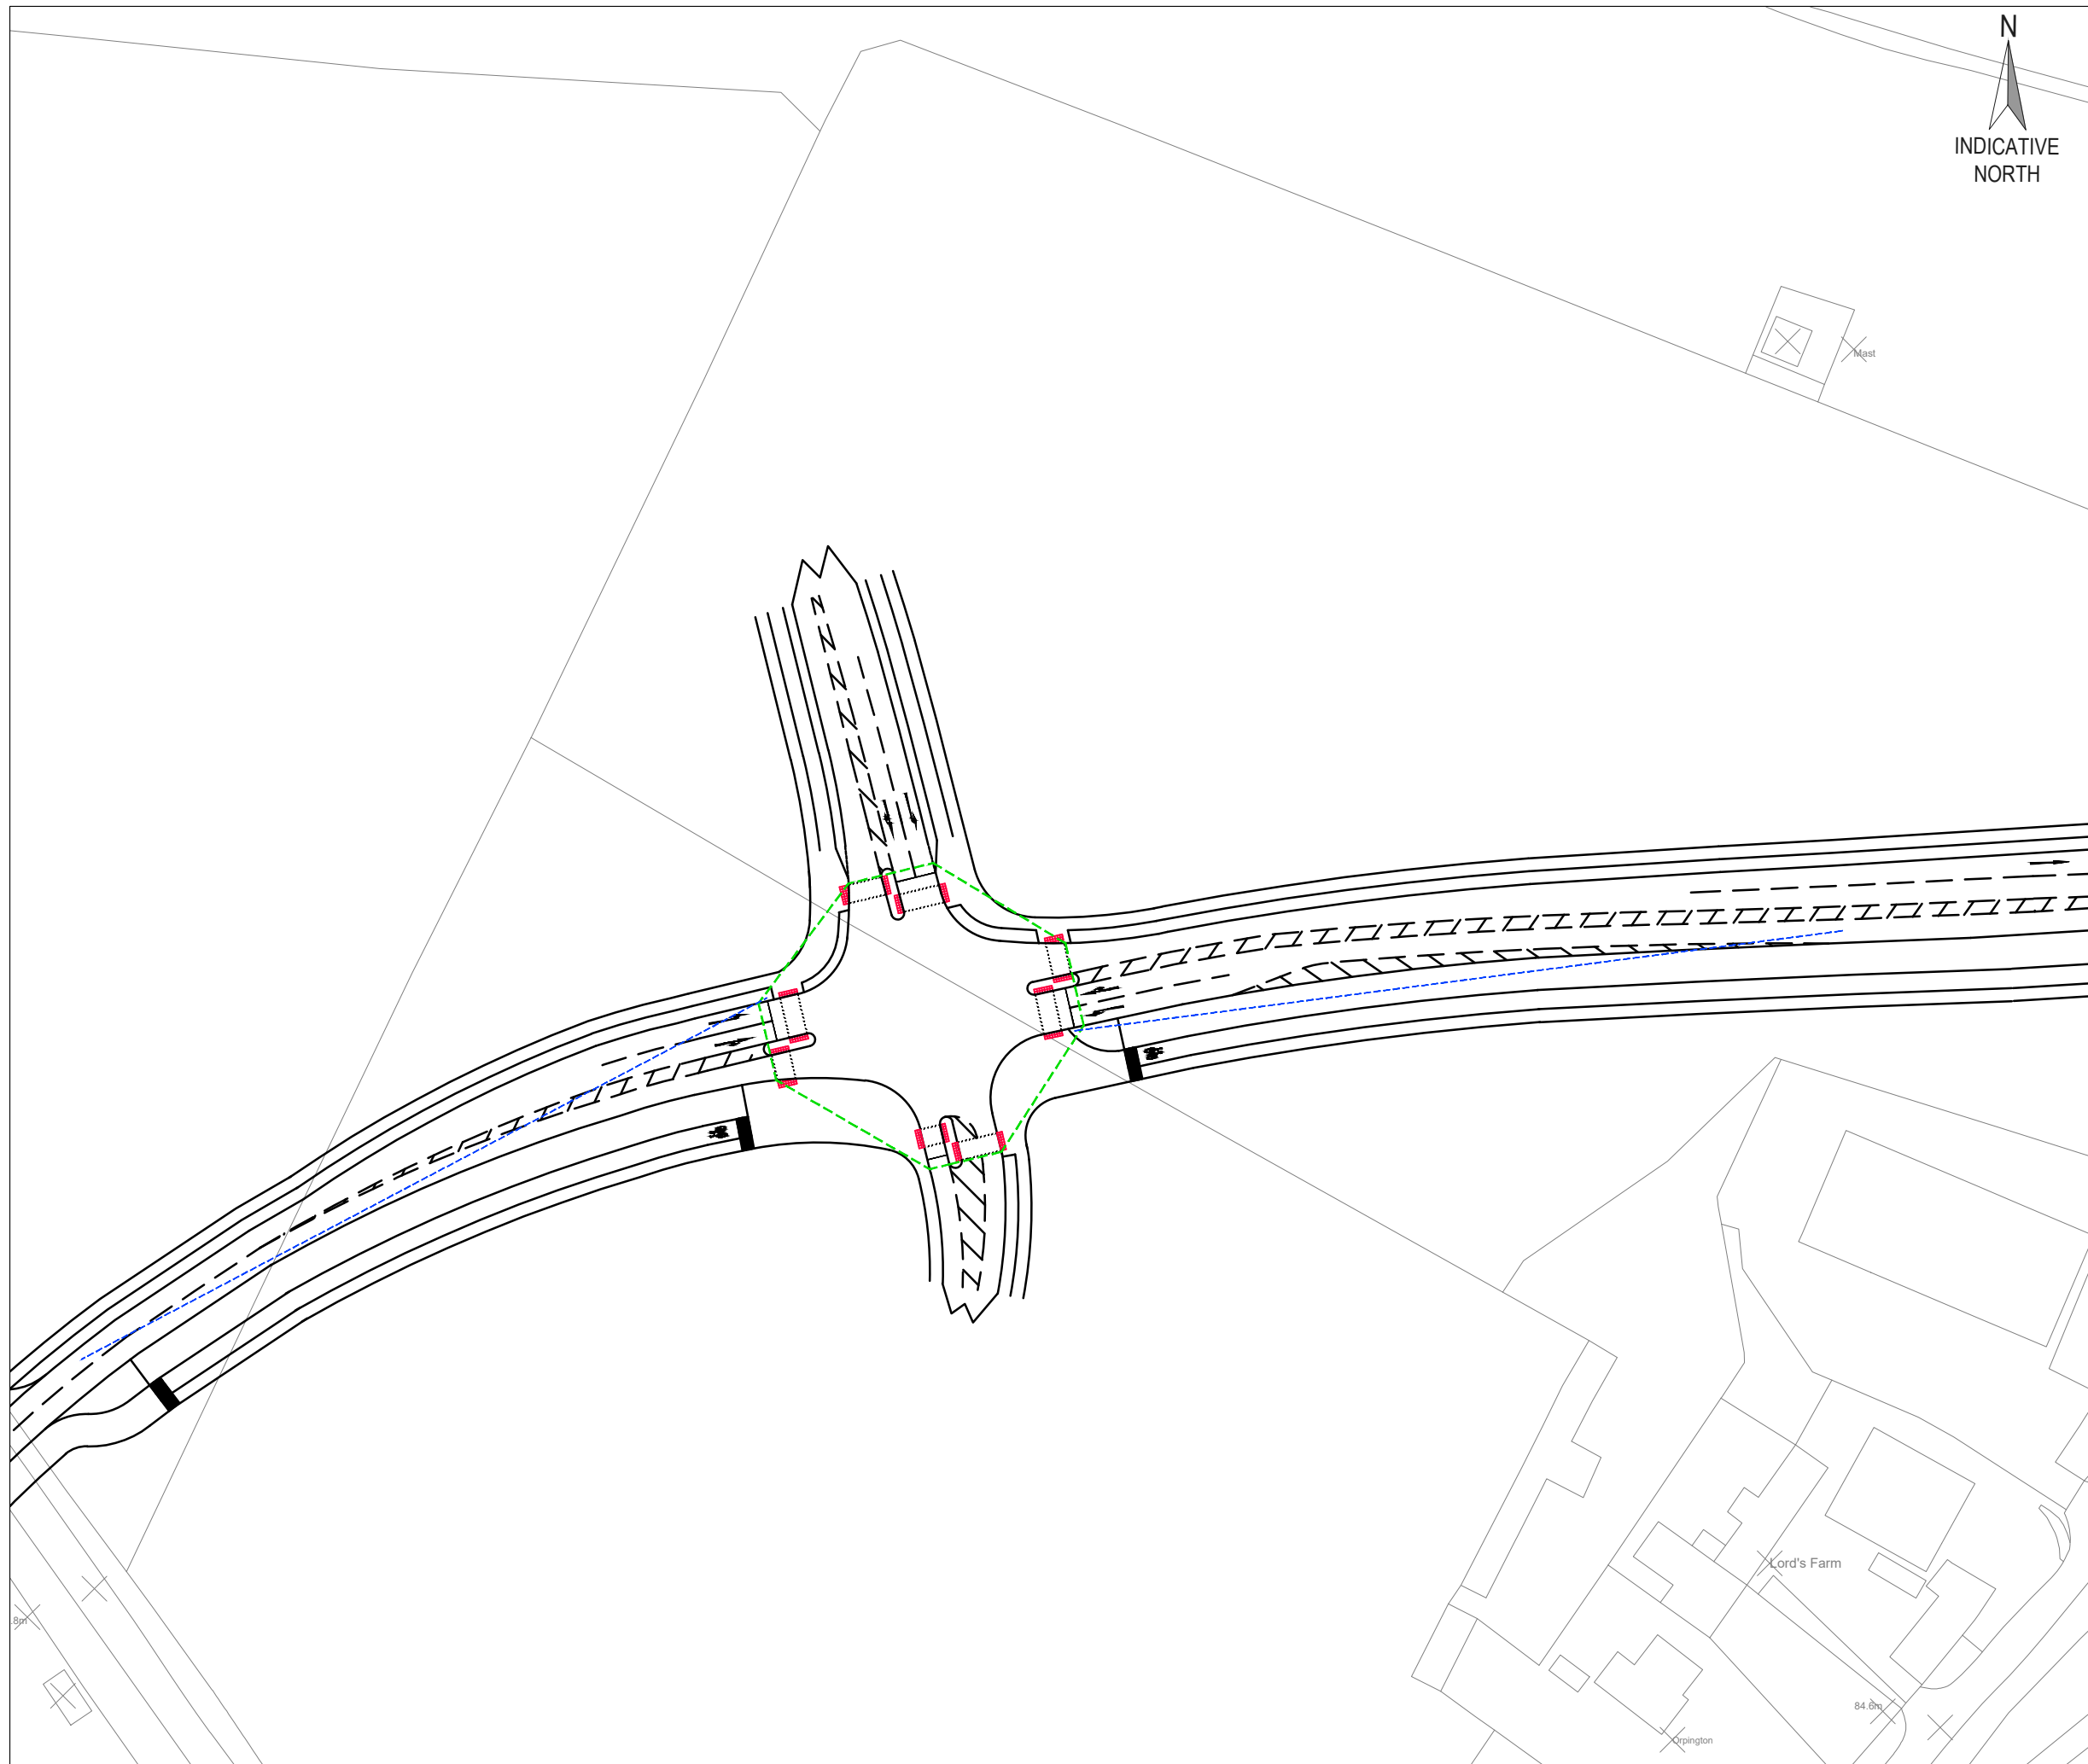 N
INDICATIVE
NORTH
Mast
Lord's Farm
.8m
84.6m
Orpington